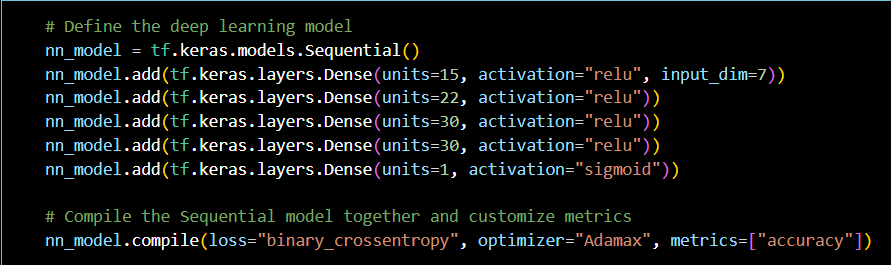 # Define the deep learning model
nn_model = tf.keras.models.Sequential()
nn_model.add(tf.keras.layers.Dense(units=15, activation="relu", input_dim=7))
nn_model.add(tf.keras.layers.Dense(units=22, activation="relu"))
nn_model.add(tf.keras.layers.Dense(units=30, activation="relu"))
nn_model.add(tf.keras.layers.Dense(units=30, activation="relu"))
nn_model.add(tf.keras.layers.Dense(units=1, activation="sigmoid"))

# Compile the Sequential model together and customize metrics
nn_model.compile(loss="binary_crossentropy", optimizer="Adamax", metrics=["accuracy"])